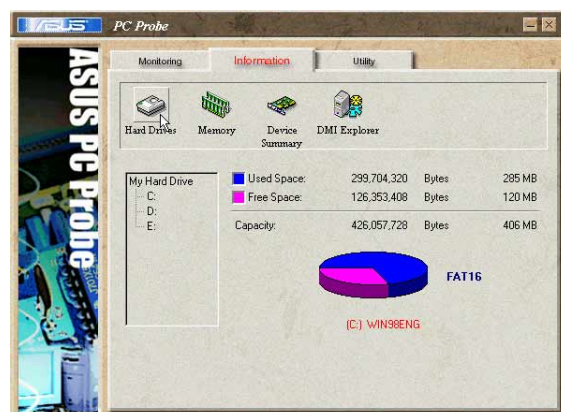 ASUS PC Probe
ASUS PC Probe
Monitoring Information Utility
Hard Drives Memory Device Summary DMI Explorer
My Hard Drive
C:
D:
E:
Used Space: 299,704,320 Bytes 285 MB
Free Space: 126,353,408 Bytes 120 MB
Capacity: 426,057,728 Bytes 406 MB
FAT16
(C:) WIN98ENG